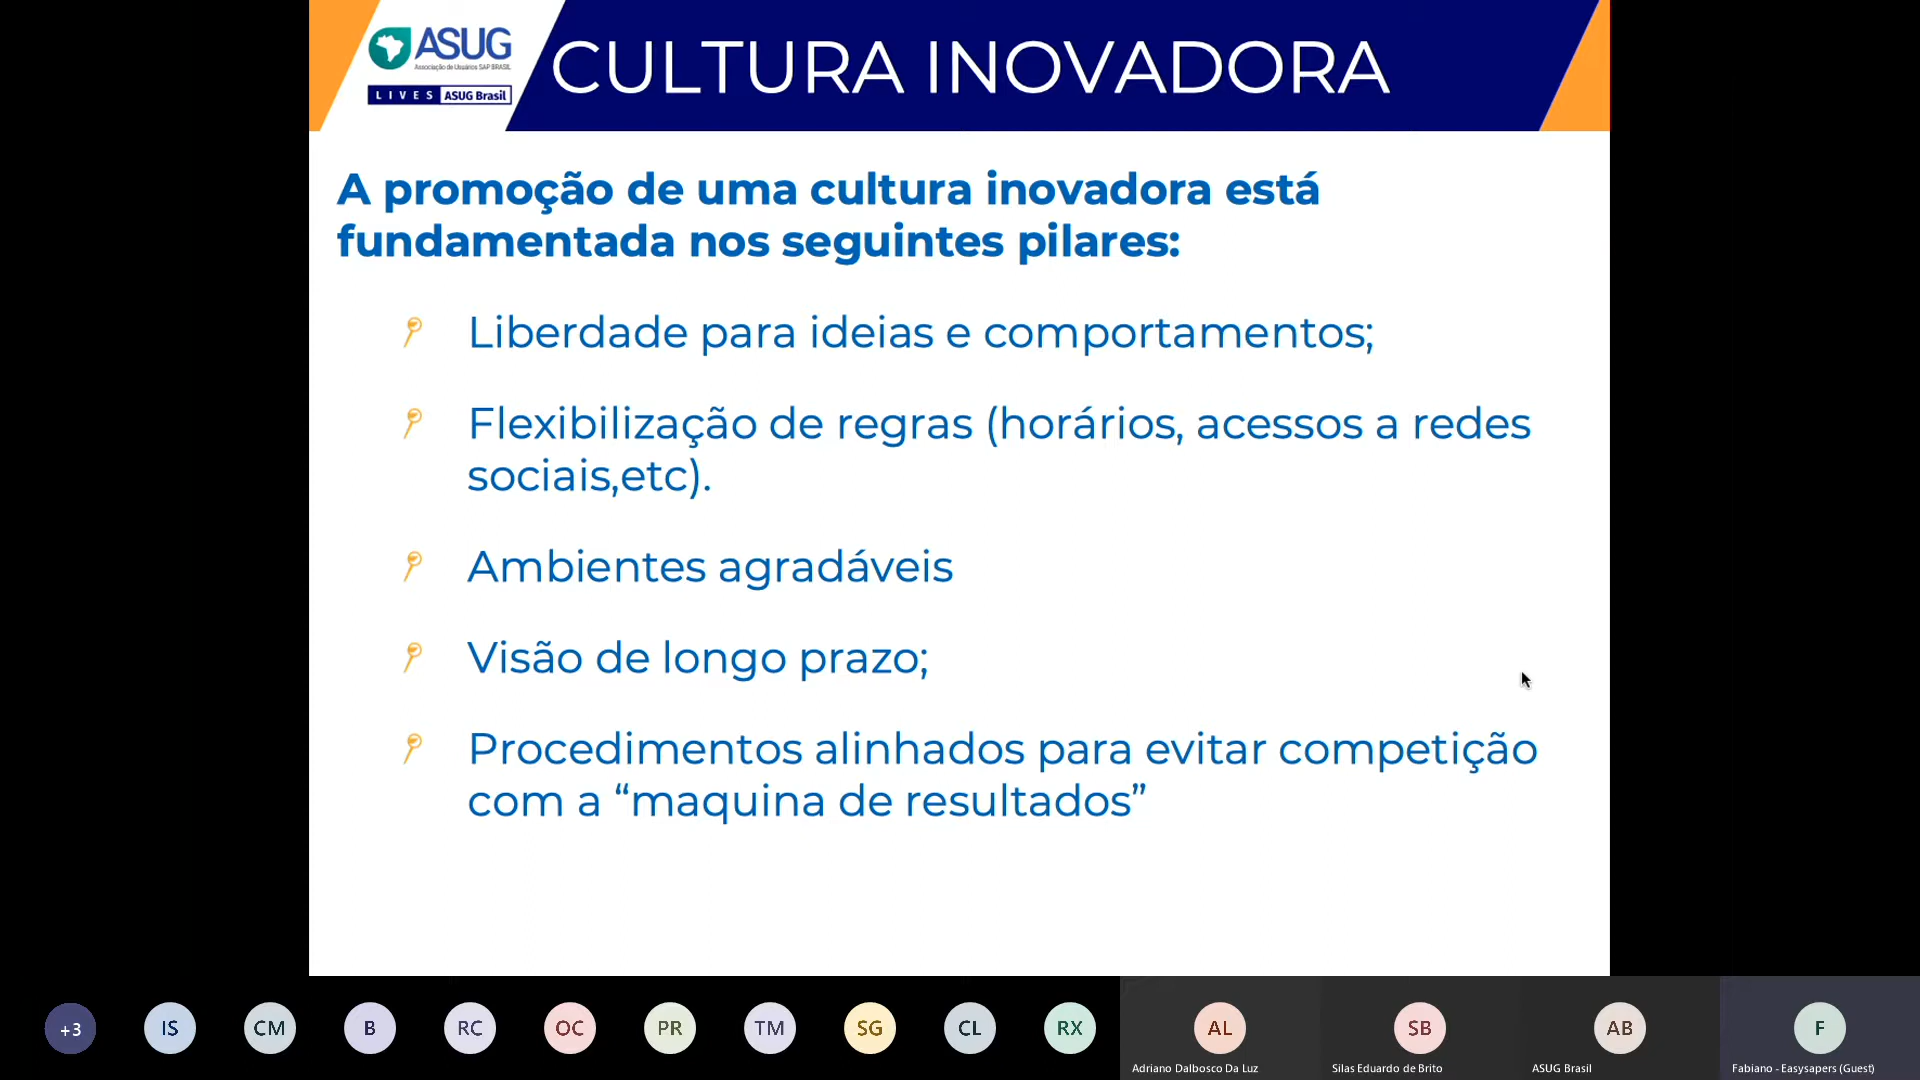 ASUG
Associação de Usuários SAP BRASIL
LIVES ASUG Brasil
CULTURA INOVADORA
A promoção de uma cultura inovadora está
fundamentada nos seguintes pilares:
Liberdade para ideias e comportamentos;
Flexibilização de regras (horários, acessos a redes
sociais,etc).
Ambientes agradáveis
Visão de longo prazo;
Procedimentos alinhados para evitar competição
com a “maquina de resultados”
+3 IS CM B RC OC PR TM SG CL RX AL SB AB F
Adriano Dalbosco Da Luz Silas Eduardo de Brito ASUG Brasil Fabiano - Easysapers (Guest)